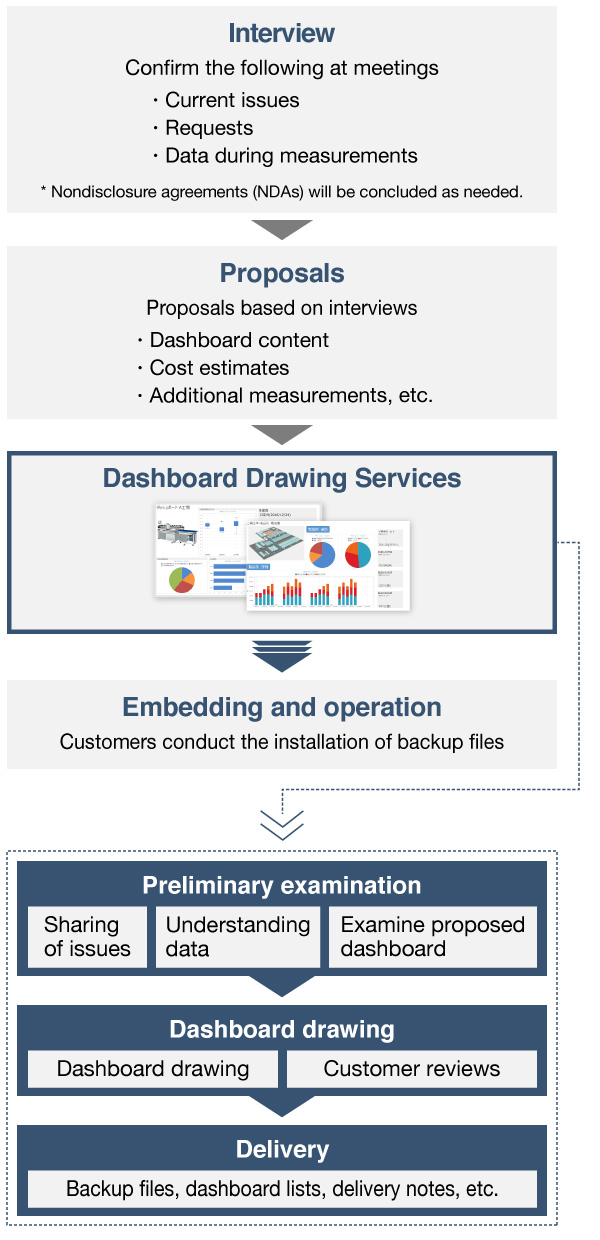 Interview
Confirm the following at meetings
・Current issues
・Requests
・Data during measurements
* Nondisclosure agreements (NDAs) will be concluded as needed.
Proposals
Proposals based on interviews
・Dashboard content
・Cost estimates
・Additional measurements, etc.
Dashboard Drawing Services
Embedding and operation
Customers conduct the installation of backup files
Preliminary examination
Sharing
of issues
Understanding
data
Examine proposed
dashboard
Dashboard drawing
Dashboard drawing
Customer reviews
Delivery
Backup files, dashboard lists, delivery notes, etc.